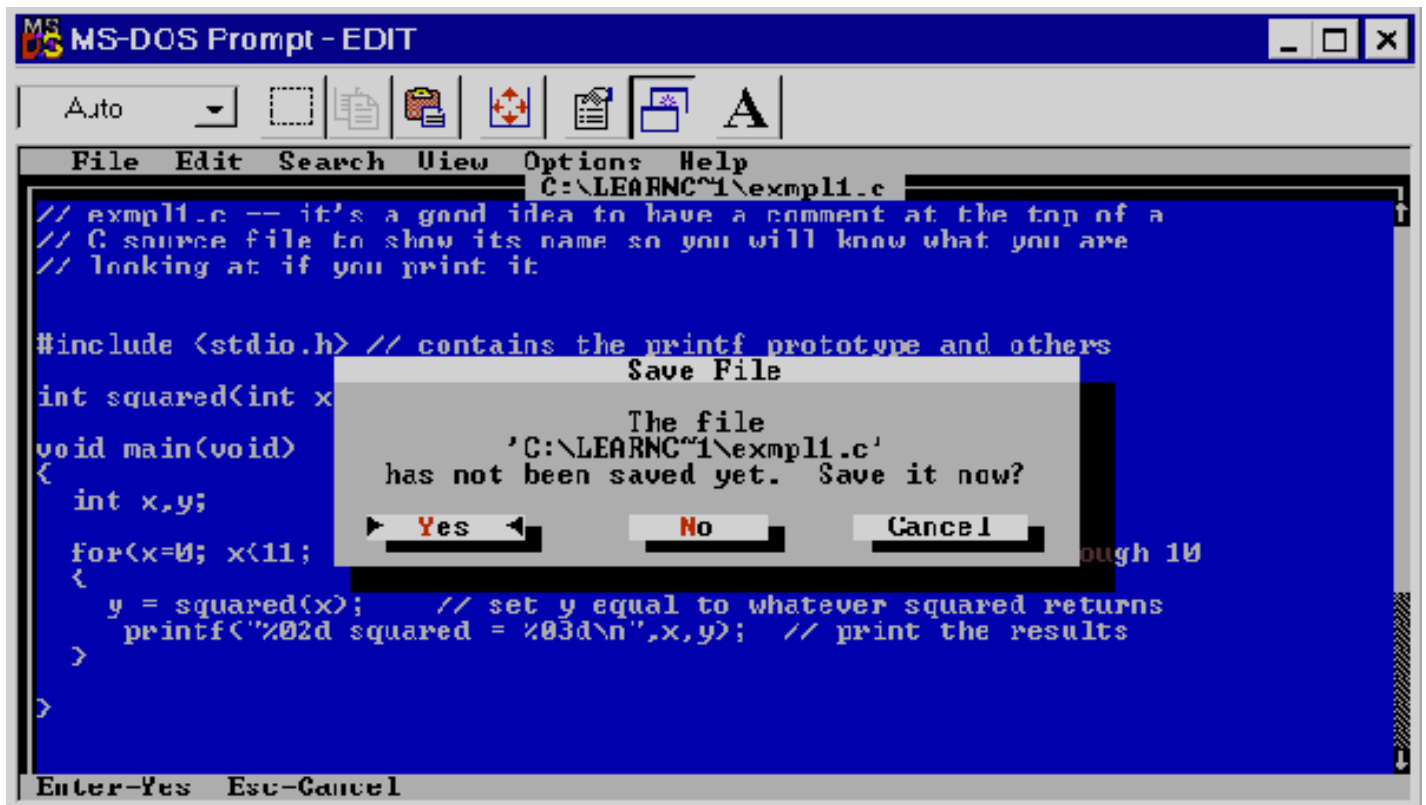 MS-DOS Prompt - EDIT
Auto
A
File Edit Search View Options Help
C:\LEARNC~1\exmpl1.c
// exmpl1.c -- it's a good idea to have a comment at the top of a
// C source file to show its name so you will know what you are
// looking at if you print it
#include <stdio.h> // contains the printf prototype and others
int squared(int x
void main(void)
{
int x,y;
for(x=0; x<11; ough 10
{
y = squared(x); // set y equal to whatever squared returns
printf("%02d squared = %03d\n",x,y); // print the results
}
}
Save File
The file
'C:\LEARNC~1\exmpl1.c'
has not been saved yet. Save it now?
Yes No Cancel
Enter-Yes Esc-Cancel